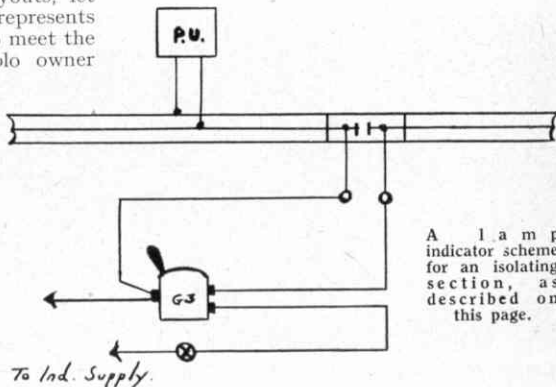 youts, let
represents
meet the
olo owner
P.U.
A lamp
indicator scheme
for an isolating
section, as
described on
this page.
G3
To Ind. Supply.